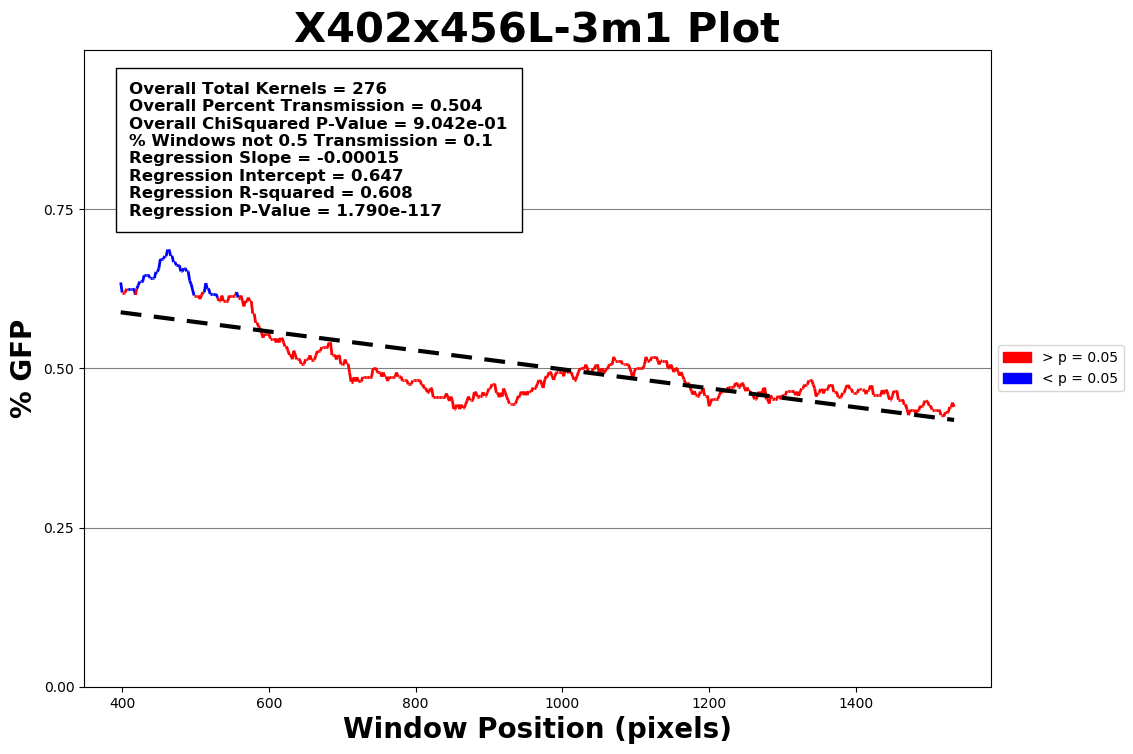 X402x456L-3m1 Plot
Overall Total Kernels = 276
Overall Percent Transmission = 0.504
Overall ChiSquared P-Value = 9.042e-01
% Windows not 0.5 Transmission = 0.1
Regression Slope = -0.00015
Regression Intercept = 0.647
Regression R-squared = 0.608
Regression P-Value = 1.790e-117
0.75
0.50
0.25
0.00
% GFP
> p = 0.05
< p = 0.05
400 600 800 1000 1200 1400
Window Position (pixels)